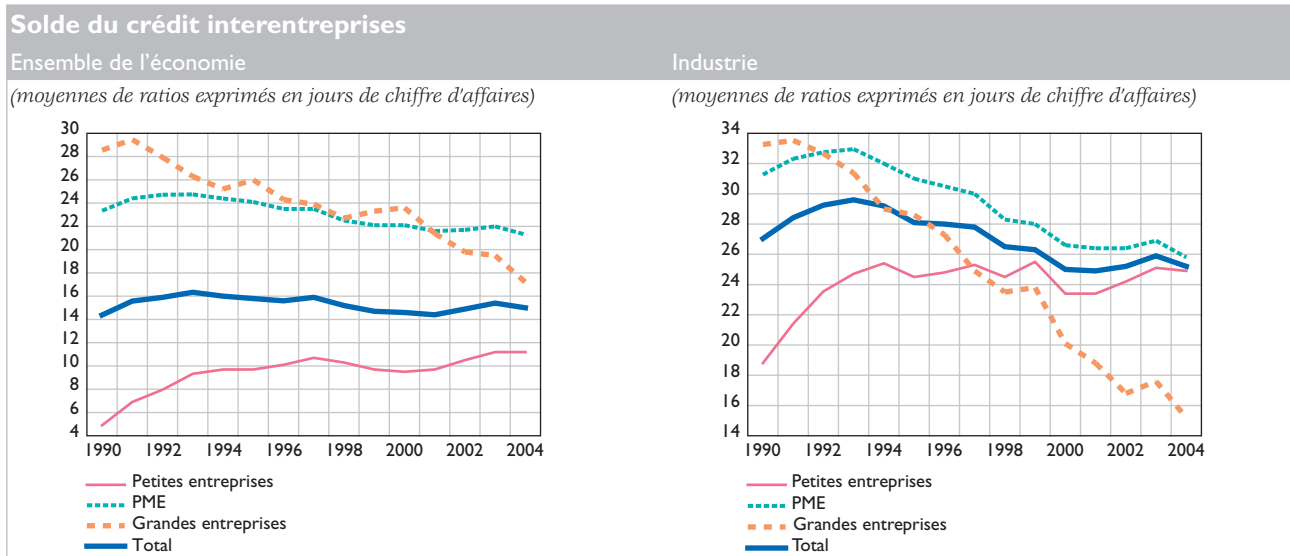 Solde du crédit interentreprises
Ensemble de l'économie
(moyennes de ratios exprimés en jours de chiffre d'affaires)
30
28
26
24
22
20
18
16
14
12
10
8
6
4
1990 1992 1994 1996 1998 2000 2002 2004
Petites entreprises
PME
Grandes entreprises
Total
Industrie
(moyennes de ratios exprimés en jours de chiffre d'affaires)
34
32
30
28
26
24
22
20
18
16
14
1990 1992 1994 1996 1998 2000 2002 2004
Petites entreprises
PME
Grandes entreprises
Total